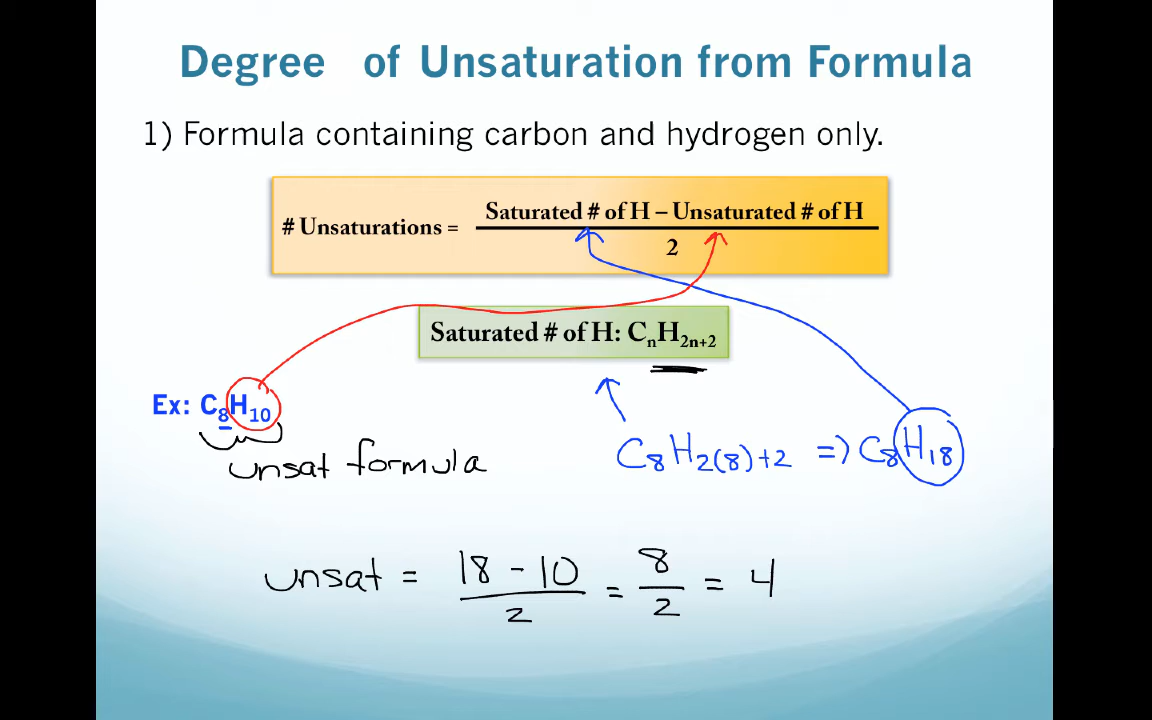 Degree of Unsaturation from Formula
1) Formula containing carbon and hydrogen only.
# Unsaturations = Saturated # of H – Unsaturated # of H
2
Saturated # of H: CₙH₂ₙ₊₂
Ex: C₈H₁₀
unsat formula
C₈H₂₍₈₎₊₂ => C₈H₁₈
unsat = 18 - 10 / 2 = 8 / 2 = 4